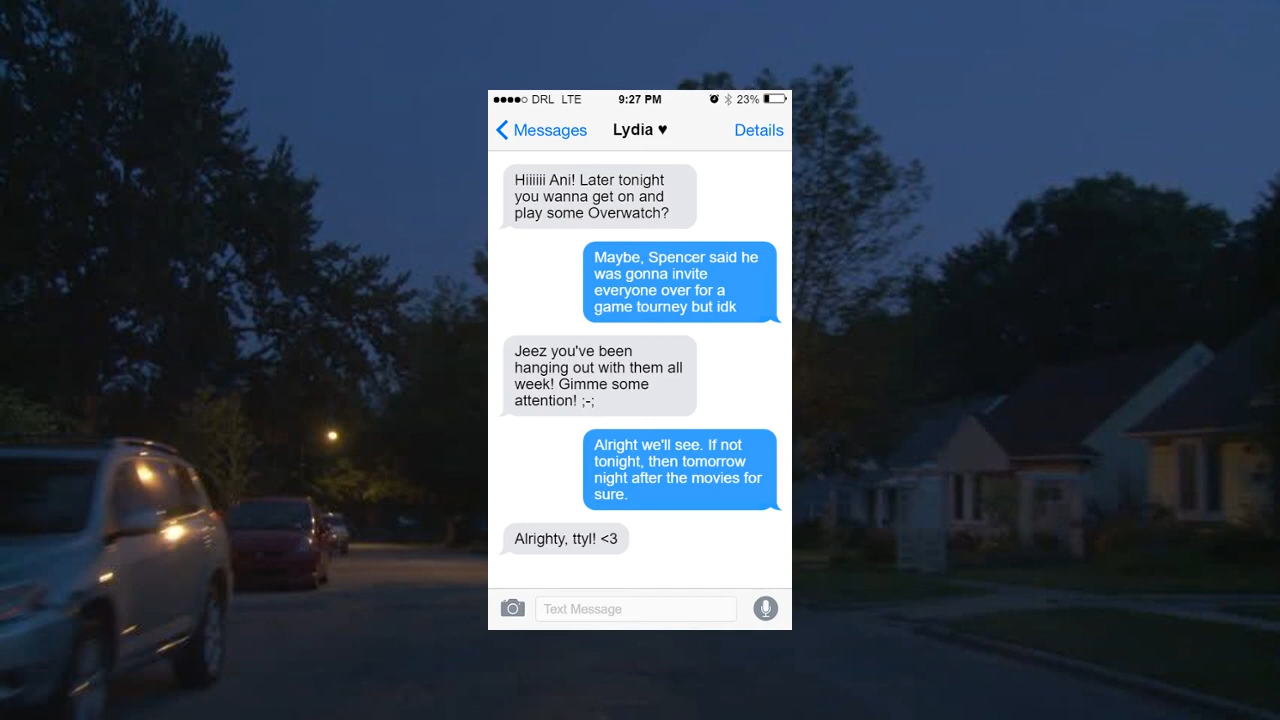 DRL LTE 9:27 PM 23%
Messages Lydia ♥ Details
Hiiiiii Ani! Later tonight
you wanna get on and
play some Overwatch?
Maybe, Spencer said he
was gonna invite
everyone over for a
game tourney but idk
Jeez you've been
hanging out with them all
week! Gimme some
attention! ;-;
Alright we'll see. If not
tonight, then tomorrow
night after the movies for
sure.
Alrighty, ttyl! <3
Text Message